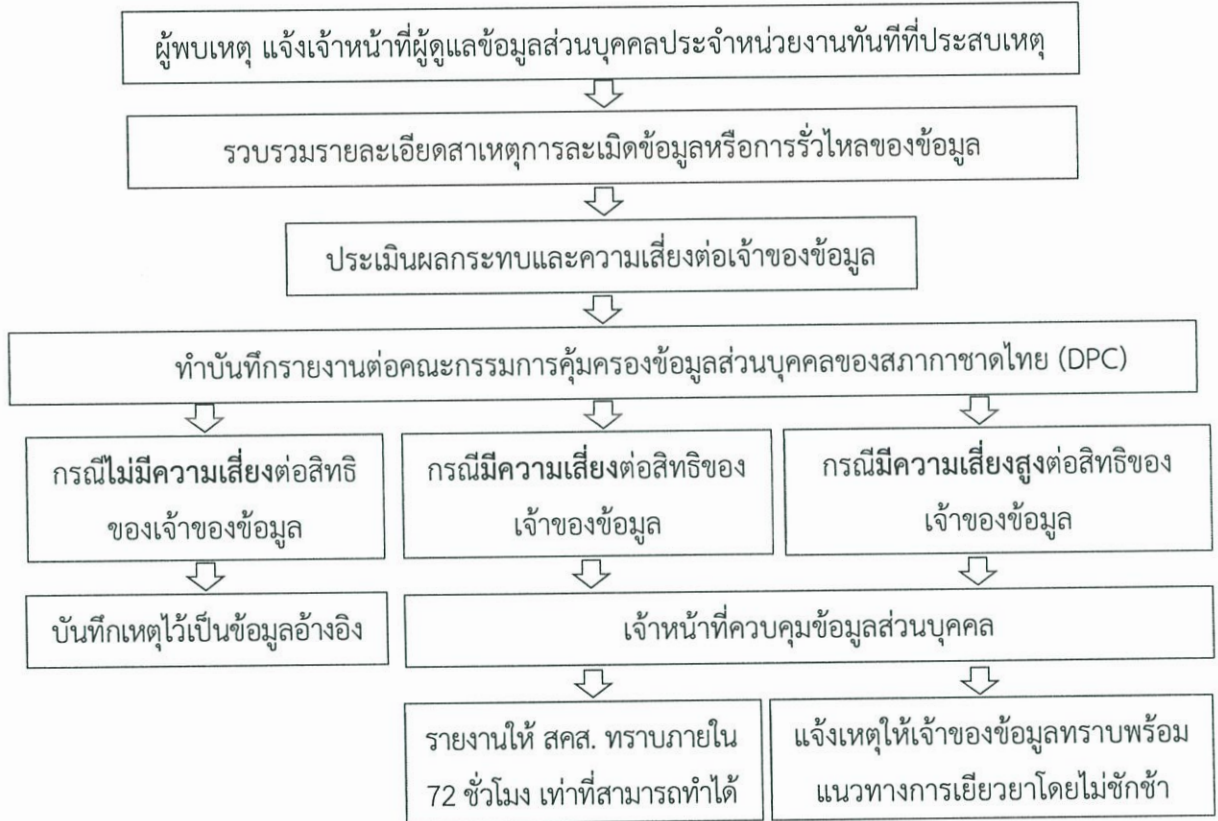 ผู้พบเหตุ แจ้งเจ้าหน้าที่ผู้ดูแลข้อมูลส่วนบุคคลประจำหน่วยงานทันทีที่ประสบเหตุ
รวบรวมรายละเอียดสาเหตุการละเมิดข้อมูลหรือการรั่วไหลของข้อมูล
ประเมินผลกระทบและความเสี่ยงต่อเจ้าของข้อมูล
ทำบันทึกรายงานต่อคณะกรรมการคุ้มครองข้อมูลส่วนบุคคลของสภากาชาดไทย (DPC)
กรณีไม่มีความเสี่ยงต่อสิทธิ
ของเจ้าของข้อมูล
กรณีมีความเสี่ยงต่อสิทธิของ
เจ้าของข้อมูล
กรณีมีความเสี่ยงสูงต่อสิทธิของ
เจ้าของข้อมูล
บันทึกเหตุไว้เป็นข้อมูลอ้างอิง
เจ้าหน้าที่ควบคุมข้อมูลส่วนบุคคล
รายงานให้ สคส. ทราบภายใน
72 ชั่วโมง เท่าที่สามารถทำได้
แจ้งเหตุให้เจ้าของข้อมูลทราบพร้อม
แนวทางการเยียวยาโดยไม่ชักช้า